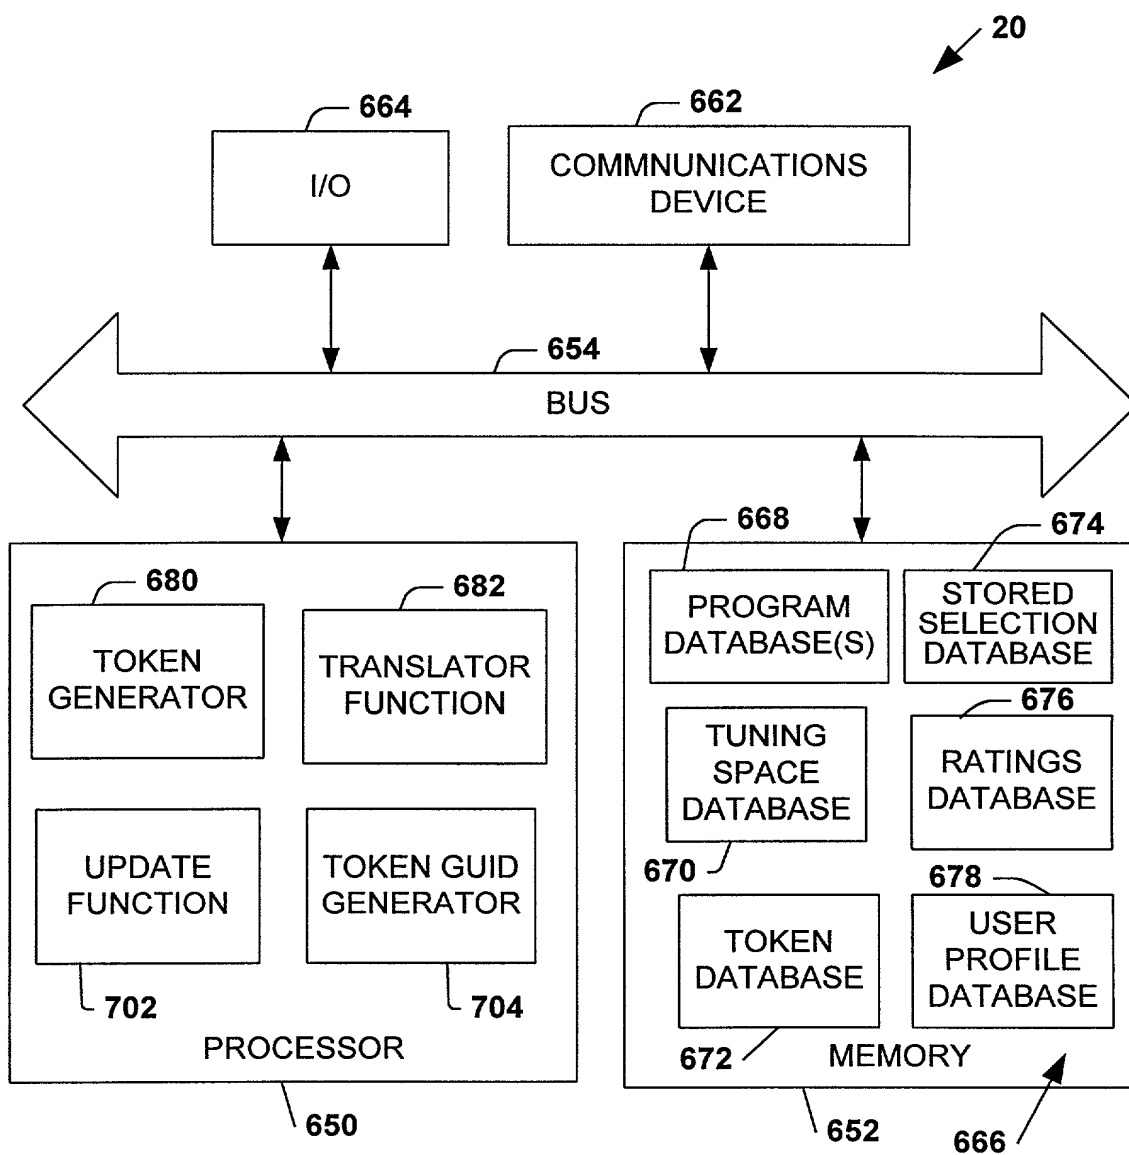 20
664
662
I/O
COMMNUNICATIONS
DEVICE
654
BUS
668
674
680
682
PROGRAM
DATABASE(S)
STORED
SELECTION
DATABASE
TOKEN
GENERATOR
TRANSLATOR
FUNCTION
676
TUNING
SPACE
DATABASE
RATINGS
DATABASE
UPDATE
FUNCTION
TOKEN GUID
GENERATOR
670
678
TOKEN
DATABASE
USER
PROFILE
DATABASE
702
704
PROCESSOR
672
MEMORY
650
652
666